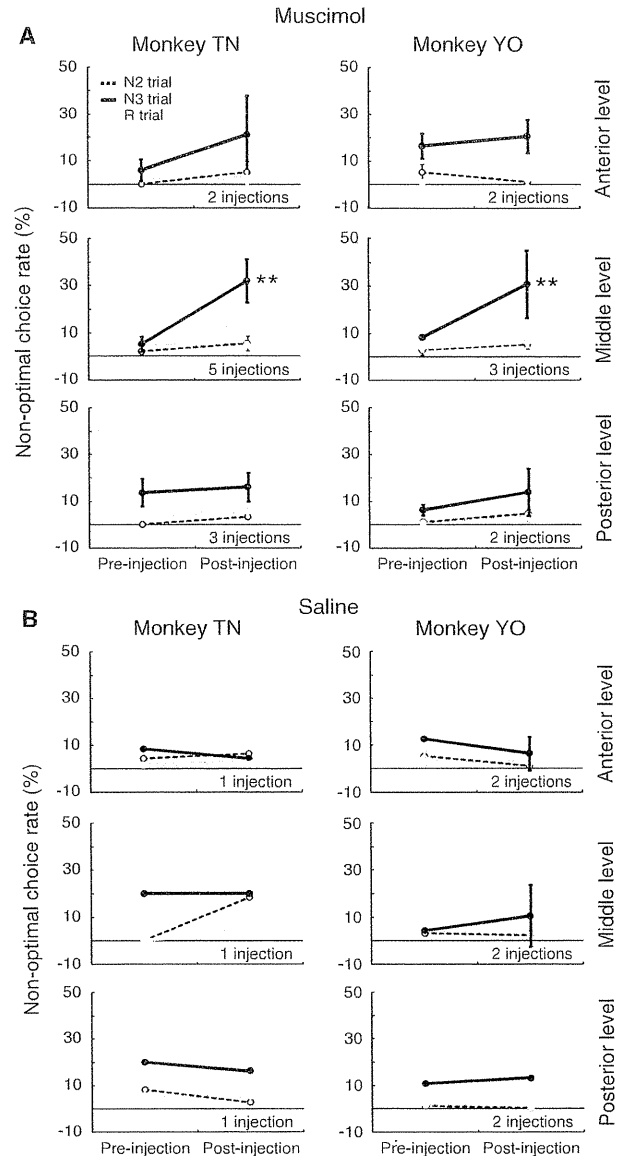 Muscimol
A
Monkey TN
Monkey YO
Non-optimal choice rate (%)
50
30
10
-10
N2 trial
N3 trial
R trial
2 injections
50
30
10
-10
2 injections
Anterior level
50
30
10
-10
**
5 injections
50
30
10
-10
**
3 injections
Middle level
50
30
10
-10
3 injections
Pre-injection Post-injection
50
30
10
-10
2 injections
Pre-injection Post-injection
Posterior level
Saline
B
Monkey TN
Monkey YO
Non-optimal choice rate (%)
50
30
10
-10
1 injection
50
30
10
-10
2 injections
Anterior level
50
30
10
-10
1 injection
50
30
10
-10
2 injections
Middle level
50
30
10
-10
1 injection
Pre-injection Post-injection
50
30
10
-10
2 injections
Pre-injection Post-injection
Posterior level